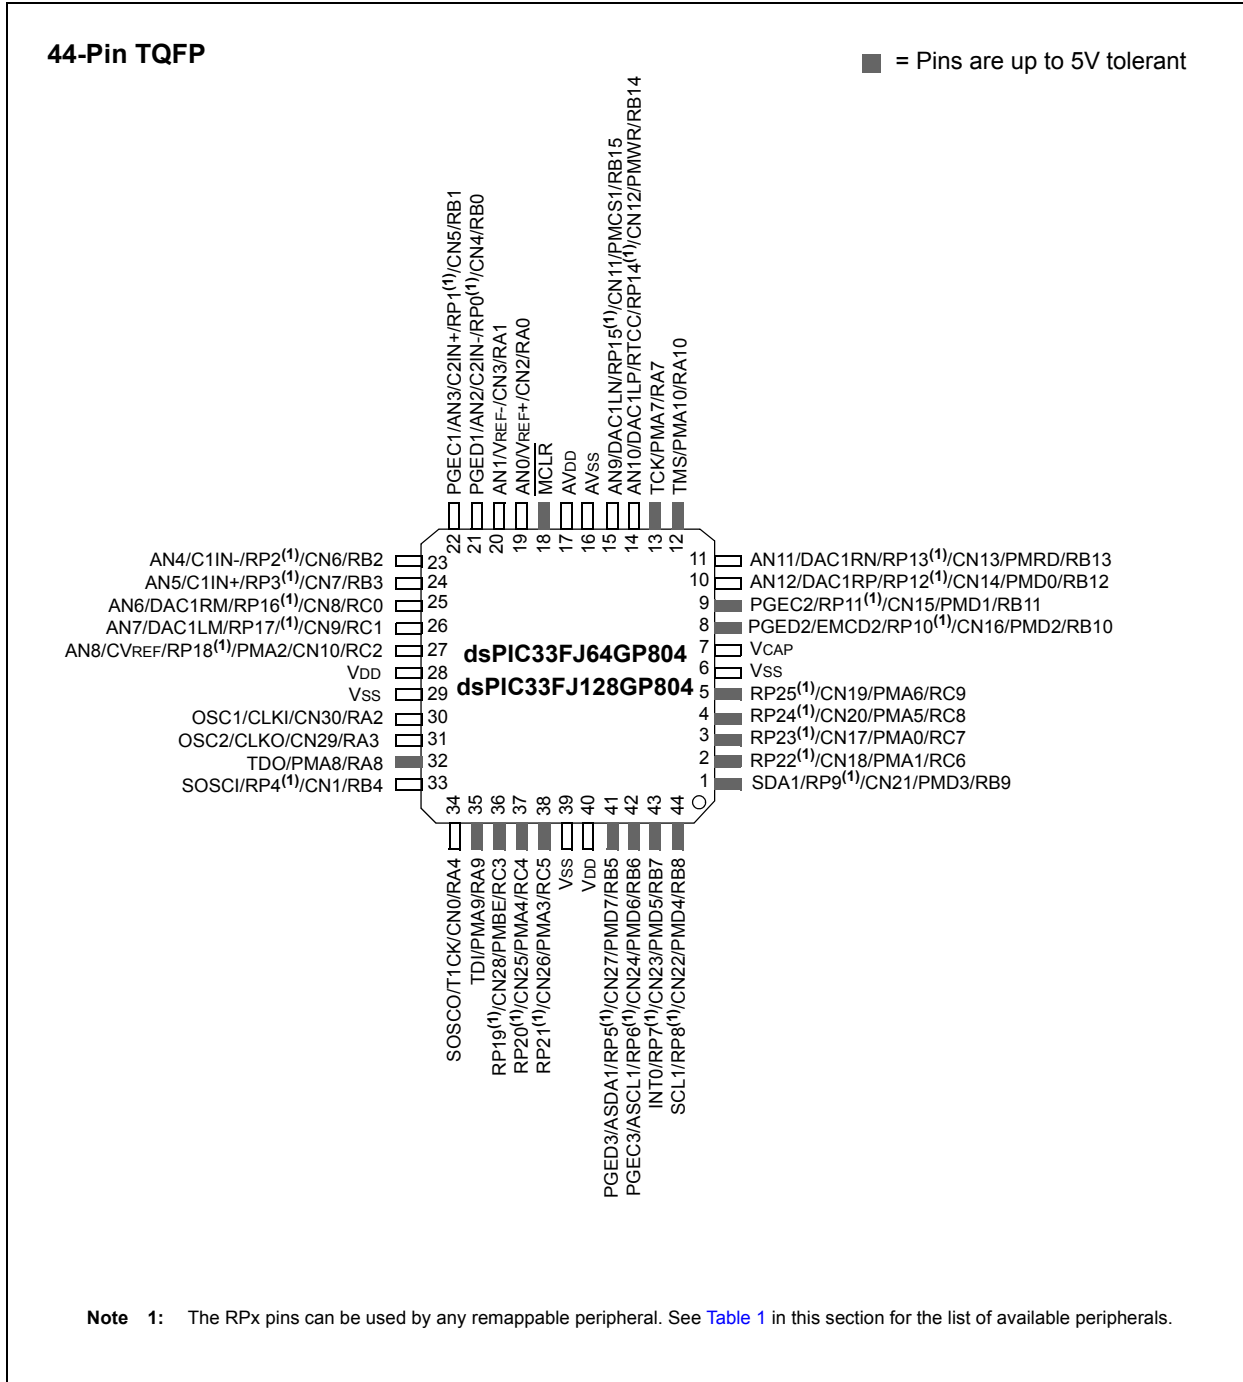 44-Pin TQFP
= Pins are up to 5V tolerant
PGEC1/AN3/C2IN+/RP1(1)/CN5/RB1
PGED1/AN2/C2IN-/RP0(1)/CN4/RB0
AN1/VREF-/CN3/RA1
AN0/VREF+/CN2/RA0
MCLR
AVDD
AVSS
AN9/DAC1LN/RP15(1)/CN11/PMCS1/RB15
AN10/DAC1LP/RTCC/RP14(1)/CN12/PMWR/RB14
TCK/PMA7/RA7
TMS/PMA10/RA10
22 21 20 19 18 17 16 15 14 13 12
AN4/C1IN-/RP2(1)/CN6/RB2 23
AN5/C1IN+/RP3(1)/CN7/RB3 24
AN6/DAC1RM/RP16(1)/CN8/RC0 25
AN7/DAC1LM/RP17/(1)/CN9/RC1 26
AN8/CVREF/RP18(1)/PMA2/CN10/RC2 27
VDD 28
VSS 29
OSC1/CLKI/CN30/RA2 30
OSC2/CLKO/CN29/RA3 31
TDO/PMA8/RA8 32
SOSCI/RP4(1)/CN1/RB4 33
dsPIC33FJ64GP804
dsPIC33FJ128GP804
11 AN11/DAC1RN/RP13(1)/CN13/PMRD/RB13
10 AN12/DAC1RP/RP12(1)/CN14/PMD0/RB12
9 PGEC2/RP11(1)/CN15/PMD1/RB11
8 PGED2/EMCD2/RP10(1)/CN16/PMD2/RB10
7 VCAP
6 VSS
5 RP25(1)/CN19/PMA6/RC9
4 RP24(1)/CN20/PMA5/RC8
3 RP23(1)/CN17/PMA0/RC7
2 RP22(1)/CN18/PMA1/RC6
1 SDA1/RP9(1)/CN21/PMD3/RB9
34 35 36 37 38 39 40 41 42 43 44
SOSCO/T1CK/CN0/RA4
TDI/PMA9/RA9
RP19(1)/CN28/PMBE/RC3
RP20(1)/CN25/PMA4/RC4
RP21(1)/CN26/PMA3/RC5
VSS
VDD
PGED3/ASDA1/RP5(1)/CN27/PMD7/RB5
PGEC3/ASCL1/RP6(1)/CN24/PMD6/RB6
INT0/RP7(1)/CN23/PMD5/RB7
SCL1/RP8(1)/CN22/PMD4/RB8
Note 1: The RPx pins can be used by any remappable peripheral. See Table 1 in this section for the list of available peripherals.